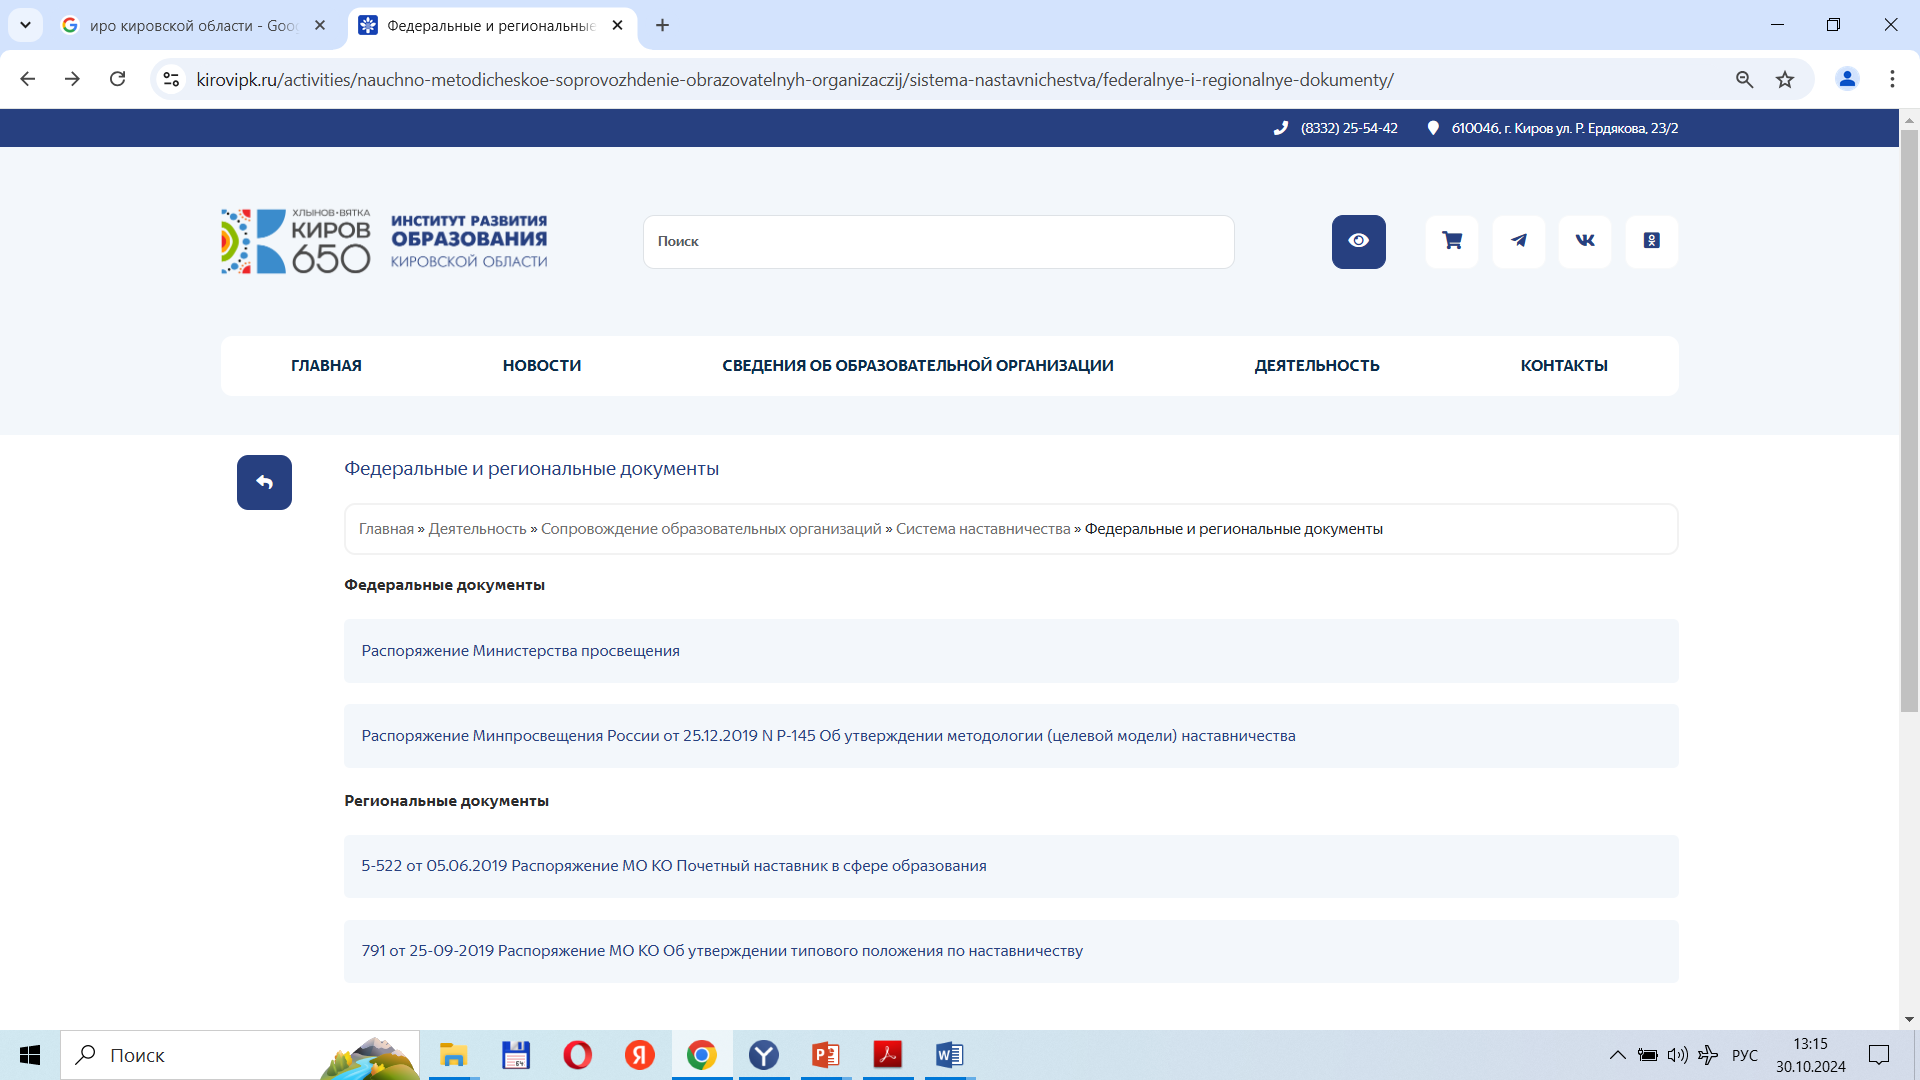 иро кировской области - Goo
Федеральные и региональные
kirovipk.ru/activities/nauchno-metodicheskoe-soprovozhdenie-obrazovatelnyh-organizaczij/sistema-nastavnichestva/federalnye-i-regionalnye-dokumenty/
(8332) 25-54-42
610046, г. Киров ул. Р. Ердякова, 23/2
ХЛЫНОВ•ВЯТКА
КИРОВ
650
ИНСТИТУТ РАЗВИТИЯ
ОБРАЗОВАНИЯ
КИРОВСКОЙ ОБЛАСТИ
Поиск
ГЛАВНАЯ
НОВОСТИ
СВЕДЕНИЯ ОБ ОБРАЗОВАТЕЛЬНОЙ ОРГАНИЗАЦИИ
ДЕЯТЕЛЬНОСТЬ
КОНТАКТЫ
Федеральные и региональные документы
Главная » Деятельность » Сопровождение образовательных организаций » Система наставничества » Федеральные и региональные документы
Федеральные документы
Распоряжение Министерства просвещения
Распоряжение Минпросвещения России от 25.12.2019 N Р-145 Об утверждении методологии (целевой модели) наставничества
Региональные документы
5-522 от 05.06.2019 Распоряжение МО КО Почетный наставник в сфере образования
791 от 25-09-2019 Распоряжение МО КО Об утверждении типового положения по наставничеству
Поиск
64
Я
РУС
13:15
30.10.2024